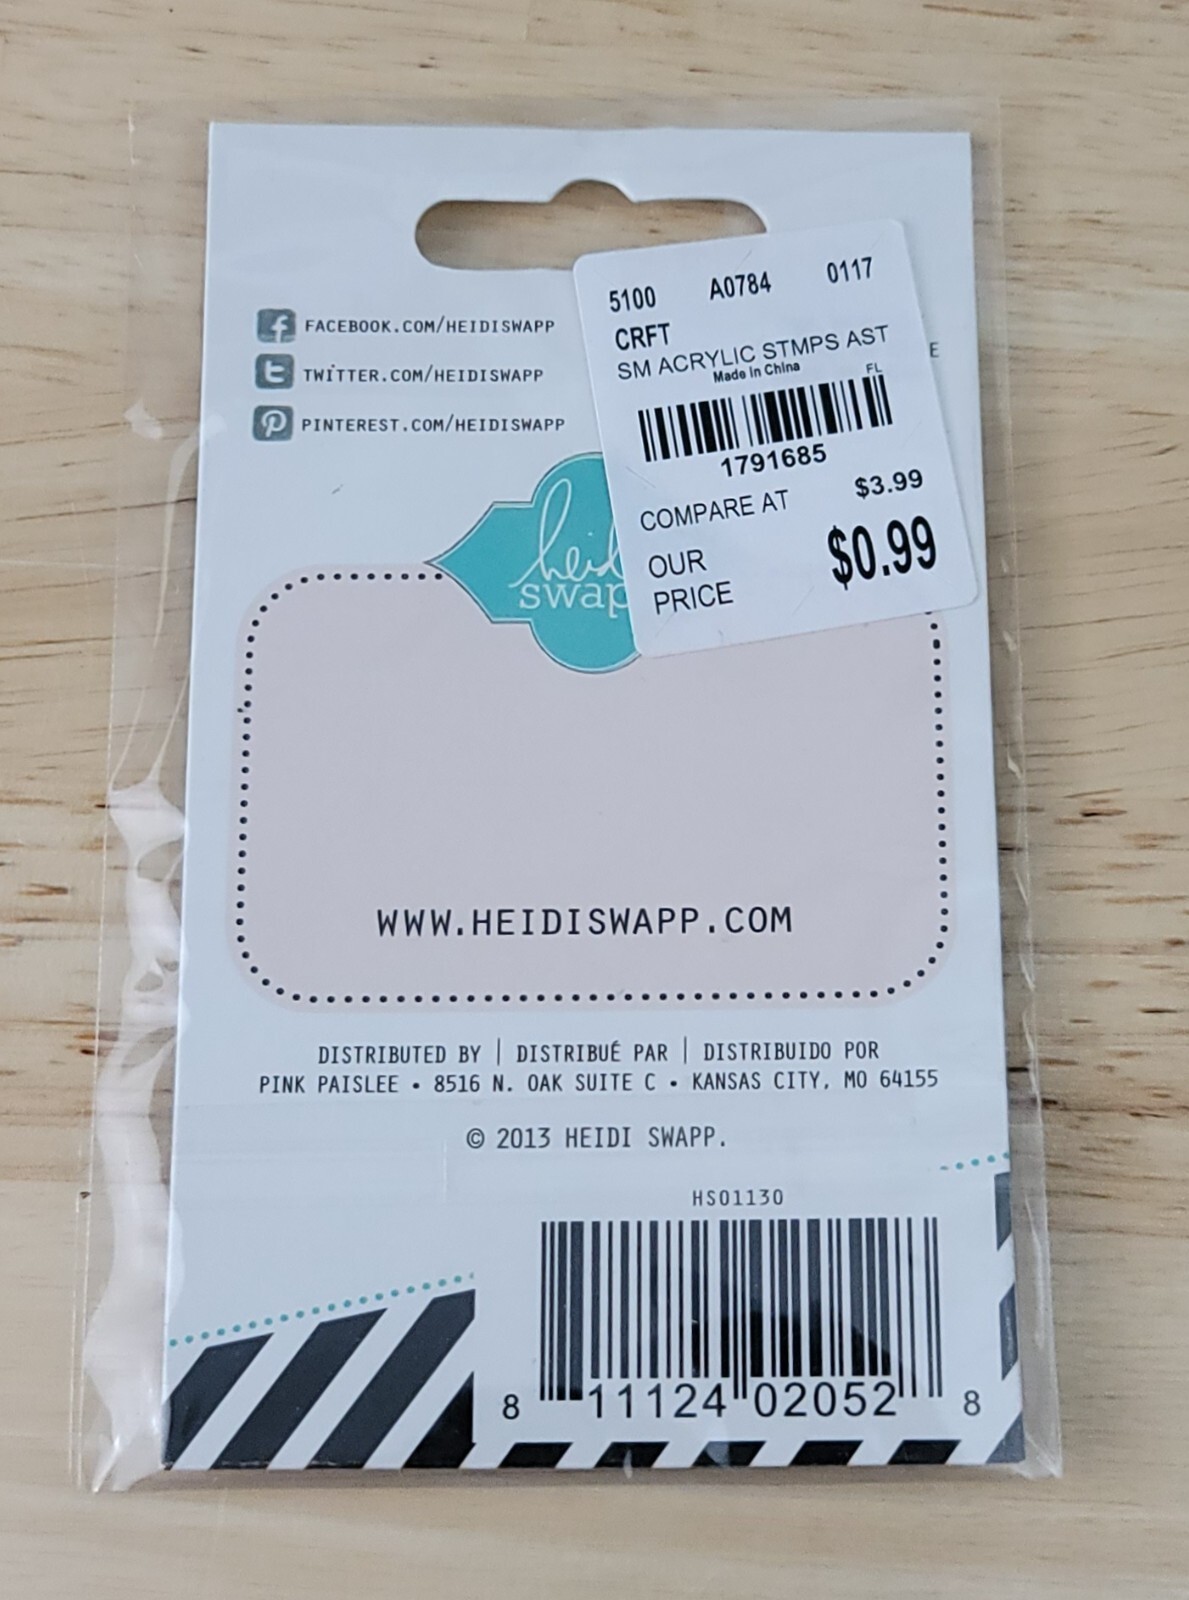 5100 A0784 0117
CRFT
SM ACRYLIC STMPS AST
Made in China FL
1791685
COMPARE AT $3.99
OUR PRICE $0.99
FACEBOOK.COM/HEIDISWAPP
TWITTER.COM/HEIDISWAPP
PINTEREST.COM/HEIDISWAPP
E
heid
swap
WWW.HEIDISWAPP.COM
DISTRIBUTED BY | DISTRIBUÉ PAR | DISTRIBUIDO POR
PINK PAISLEE • 8516 N. OAK SUITE C • KANSAS CITY, MO 64155
© 2013 HEIDI SWAPP.
HS01130
8 11124 02052 8